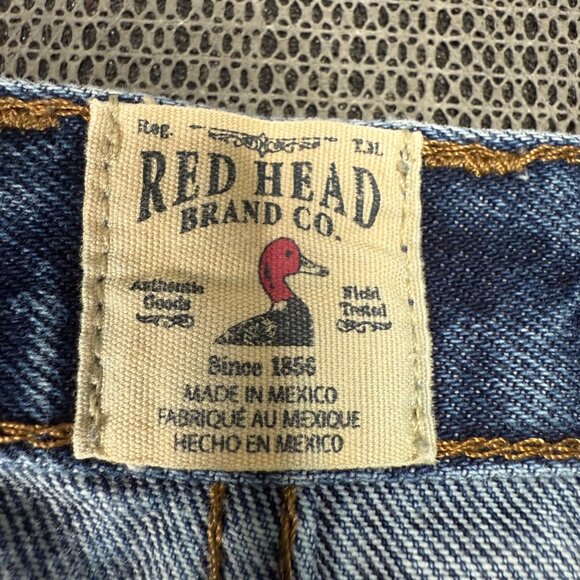 Reg. T.M.
RED HEAD
BRAND CO.
Authentic Field
Goods Tested
Since 1856
MADE IN MEXICO
FABRIQUÉ AU MEXIQUE
HECHO EN MEXICO